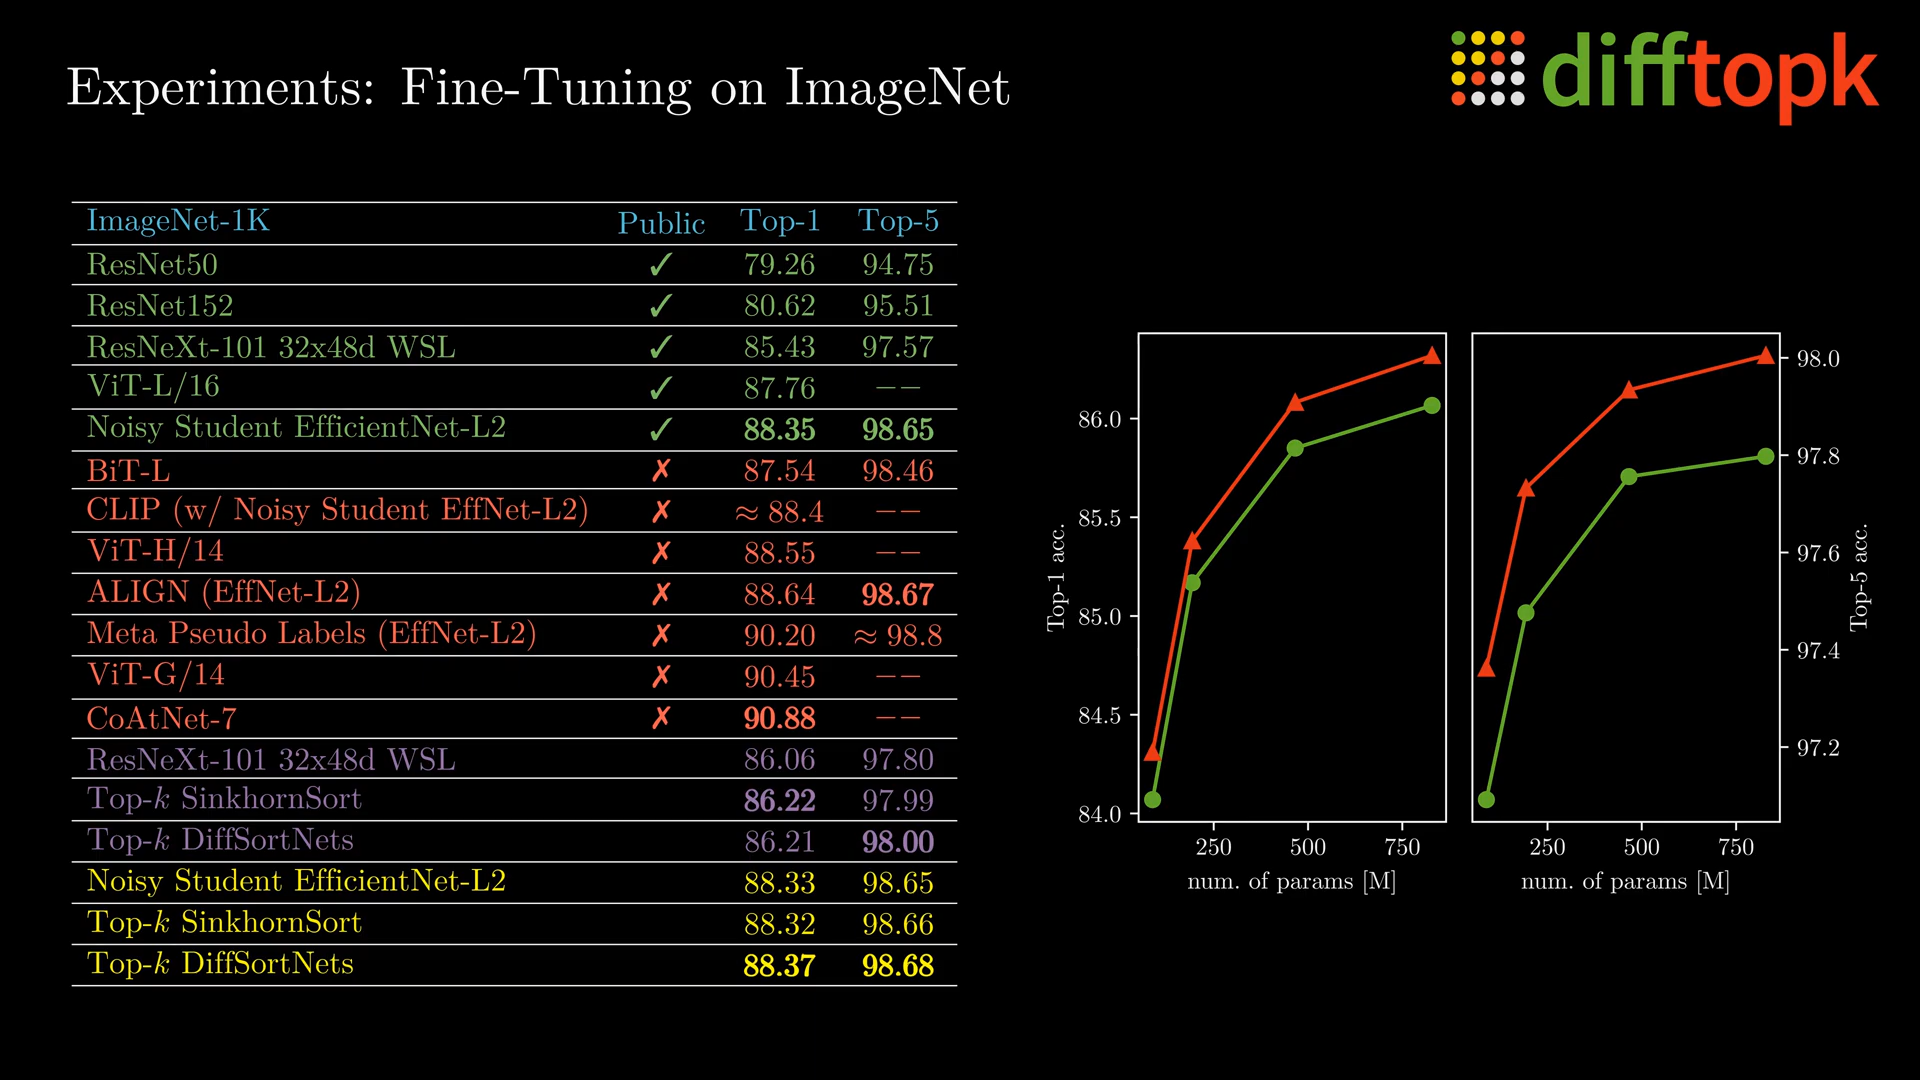 Experiments: Fine-Tuning on ImageNet
difftopk
ImageNet-1K Public Top-1 Top-5
ResNet50 ✓ 79.26 94.75
ResNet152 ✓ 80.62 95.51
ResNeXt-101 32x48d WSL ✓ 85.43 97.57
ViT-L/16 ✓ 87.76 −−
Noisy Student EfficientNet-L2 ✓ 88.35 98.65
BiT-L ✗ 87.54 98.46
CLIP (w/ Noisy Student EffNet-L2) ✗ ≈ 88.4 −−
ViT-H/14 ✗ 88.55 −−
ALIGN (EffNet-L2) ✗ 88.64 98.67
Meta Pseudo Labels (EffNet-L2) ✗ 90.20 ≈ 98.8
ViT-G/14 ✗ 90.45 −−
CoAtNet-7 ✗ 90.88 −−
ResNeXt-101 32x48d WSL 86.06 97.80
Top-k SinkhornSort 86.22 97.99
Top-k DiffSortNets 86.21 98.00
Noisy Student EfficientNet-L2 88.33 98.65
Top-k SinkhornSort 88.32 98.66
Top-k DiffSortNets 88.37 98.68
Top-1 acc.
86.0
85.5
85.0
84.5
84.0
250 500 750
num. of params [M]
98.0
97.8
97.6
97.4
97.2
Top-5 acc.
250 500 750
num. of params [M]